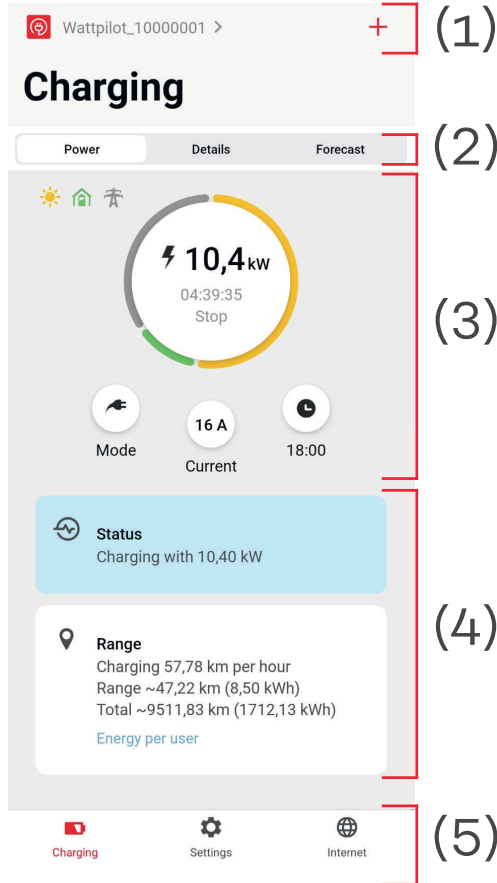 Wattpilot_10000001 >
+
(1)
Charging
Power Details Forecast
(2)
10,4 kW
04:39:35
Stop
(3)
Mode
16 A
Current
18:00
Status
Charging with 10,40 kW
(4)
Range
Charging 57,78 km per hour
Range ~47,22 km (8,50 kWh)
Total ~9511,83 km (1712,13 kWh)
Energy per user
Charging Settings Internet
(5)